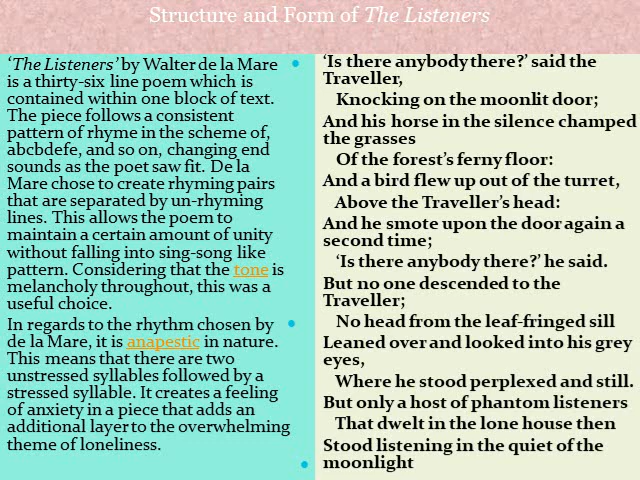 Structure and Form of The Listeners
'The Listeners' by Walter de la Mare
is a thirty-six line poem which is
contained within one block of text.
The piece follows a consistent
pattern of rhyme in the scheme of,
abcbdefe, and so on, changing end
sounds as the poet saw fit. De la
Mare chose to create rhyming pairs
that are separated by un-rhyming
lines. This allows the poem to
maintain a certain amount of unity
without falling into sing-song like
pattern. Considering that the tone is
melancholy throughout, this was a
useful choice.
In regards to the rhythm chosen by
de la Mare, it is anapestic in nature.
This means that there are two
unstressed syllables followed by a
stressed syllable. It creates a feeling
of anxiety in a piece that adds an
additional layer to the overwhelming
theme of loneliness.
'Is there anybody there?' said the
Traveller,
Knocking on the moonlit door;
And his horse in the silence champed
the grasses
Of the forest's ferny floor:
And a bird flew up out of the turret,
Above the Traveller's head:
And he smote upon the door again a
second time;
'Is there anybody there?' he said.
But no one descended to the
Traveller;
No head from the leaf-fringed sill
Leaned over and looked into his grey
eyes,
Where he stood perplexed and still.
But only a host of phantom listeners
That dwelt in the lone house then
Stood listening in the quiet of the
moonlight